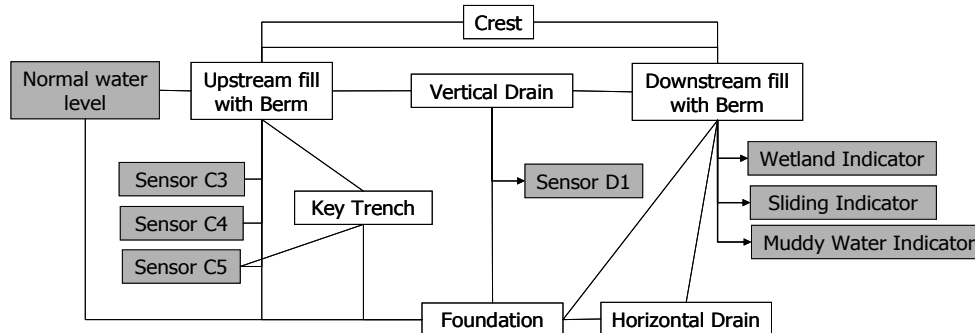 Crest
Normal water
level
Upstream fill
with Berm
Vertical Drain
Downstream fill
with Berm
Wetland Indicator
Sensor C3
Sensor D1
Key Trench
Sliding Indicator
Sensor C4
Muddy Water Indicator
Sensor C5
Foundation
Horizontal Drain